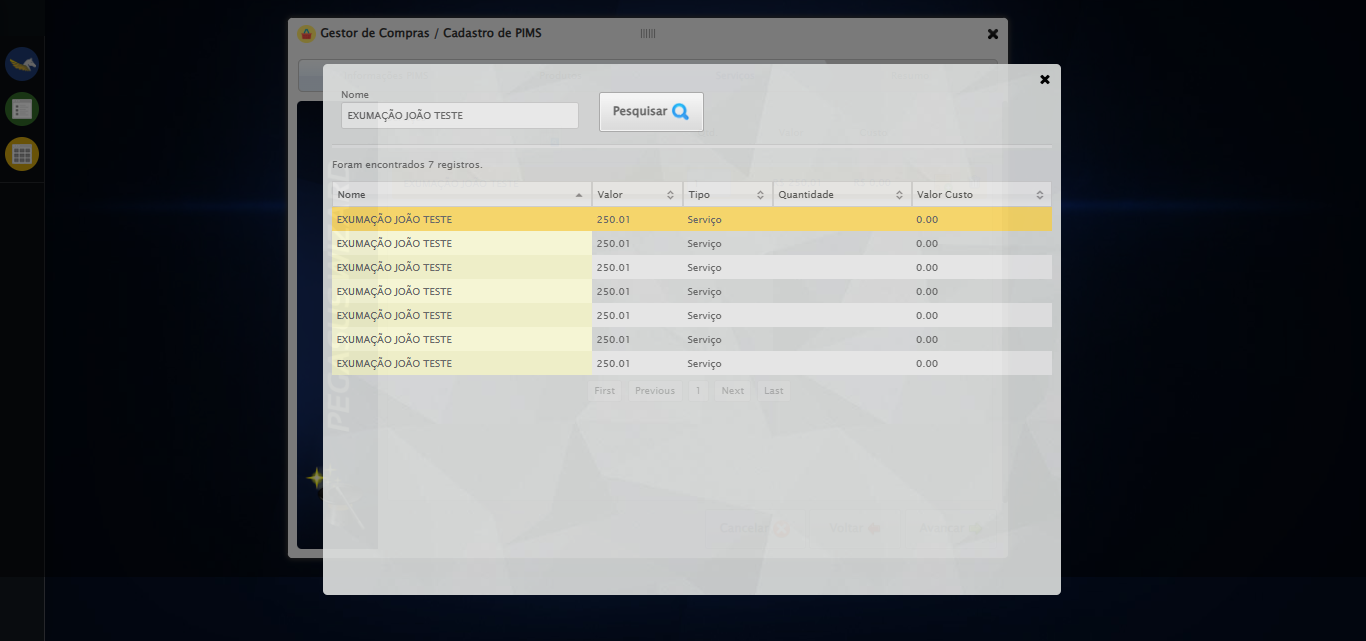 Gestor de Compras / Cadastro de PIMS
Nome
EXUMAÇÃO JOÃO TESTE
Pesquisar
Foram encontrados 7 registros.
Nome Valor Tipo Quantidade Valor Custo
EXUMAÇÃO JOÃO TESTE 250.01 Serviço 0.00
EXUMAÇÃO JOÃO TESTE 250.01 Serviço 0.00
EXUMAÇÃO JOÃO TESTE 250.01 Serviço 0.00
EXUMAÇÃO JOÃO TESTE 250.01 Serviço 0.00
EXUMAÇÃO JOÃO TESTE 250.01 Serviço 0.00
EXUMAÇÃO JOÃO TESTE 250.01 Serviço 0.00
EXUMAÇÃO JOÃO TESTE 250.01 Serviço 0.00
First Previous 1 Next Last
Cancelar Voltar Avançar